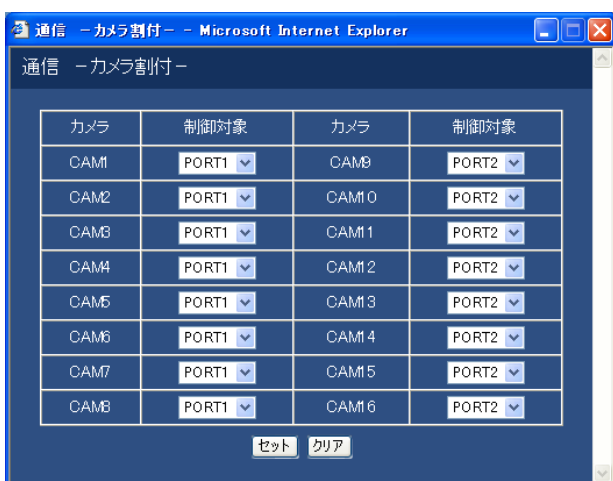 通信 －カメラ割付－ - Microsoft Internet Explorer
通信 －カメラ割付－
カメラ 制御対象 カメラ 制御対象
CAM1 PORT1 CAM9 PORT2
CAM2 PORT1 CAM10 PORT2
CAM3 PORT1 CAM11 PORT2
CAM4 PORT1 CAM12 PORT2
CAM5 PORT1 CAM13 PORT2
CAM6 PORT1 CAM14 PORT2
CAM7 PORT1 CAM15 PORT2
CAM8 PORT1 CAM16 PORT2
セット クリア